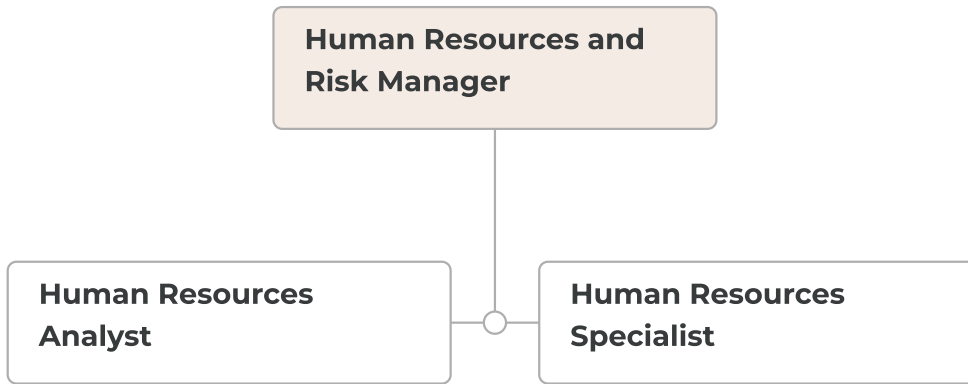 Human Resources and
Risk Manager
Human Resources
Analyst
Human Resources
Specialist